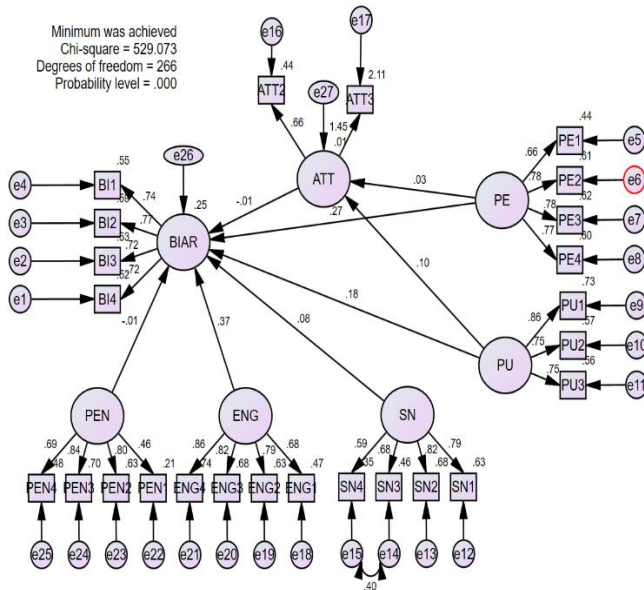 Minimum was achieved
Chi-square = 529.073
Degrees of freedom = 266
Probability level = .000
e16
e17
.44
2.11
ATT2
e27
ATT3
.66
1.45
.01
ATT
e26
.25
BIAR
-.01
.03
.27
PE
.44
.66
PE1
e5
.61
.78
PE2
e6
.62
.78
PE3
e7
.60
.77
PE4
e8
.55
e4
BI1
.74
e3
BI2
.77
.53
e2
BI3
.72
.52
e1
BI4
.72
.10
.18
.73
.86
PU1
e9
.57
PU
.75
PU2
e10
.56
.75
PU3
e11
-.01
.37
.08
PEN
ENG
SN
.69
.84
.80
.46
.86
.82
.79
.68
.59
.68
.82
.79
.48
.70
.63
.21
.74
.68
.63
.47
.35
.46
.68
.63
PEN4
PEN3
PEN2
PEN1
ENG4
ENG3
ENG2
ENG1
SN4
SN3
SN2
SN1
e25
e24
e23
e22
e21
e20
e19
e18
e15
e14
e13
e12
.40